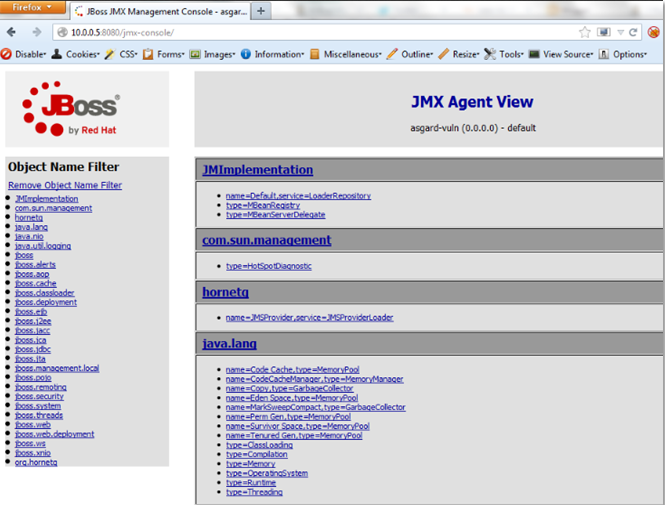 Firefox
JBoss JMX Management Console - asgar...
10.0.0.5:8080/jmx-console/
Disable
Cookies
CSS
Forms
Images
Information
Miscellaneous
Outline
Resize
Tools
View Source
Options
JBoss
by Red Hat
JMX Agent View
asgard-vuln (0.0.0.0) - default
Object Name Filter
Remove Object Name Filter
JMImplementation
com.sun.management
hornetq
java.lang
java.nio
java.util.logging
jboss
jboss.alerts
jboss.aop
jboss.cache
jboss.classloader
jboss.deployment
jboss.ejb
jboss.j2ee
jboss.jacc
jboss.jca
jboss.jdbc
jboss.jta
jboss.management.local
jboss.pojo
jboss.remoting
jboss.security
jboss.system
jboss.threads
jboss.web
jboss.web.deployment
jboss.ws
jboss.xnio
org.hornetq
JMImplementation
name=Default,service=LoaderRepository
type=MBeanRegistry
type=MBeanServerDelegate
com.sun.management
type=HotSpotDiagnostic
hornetq
name=JMSProvider,service=JMSProviderLoader
java.lang
name=Code Cache,type=MemoryPool
name=CodeCacheManager,type=MemoryManager
name=Copy,type=GarbageCollector
name=Eden Space,type=MemoryPool
name=MarkSweepCompact,type=GarbageCollector
name=Perm Gen,type=MemoryPool
name=Survivor Space,type=MemoryPool
name=Tenured Gen,type=MemoryPool
type=ClassLoading
type=Compilation
type=Memory
type=OperatingSystem
type=Runtime
type=Threading